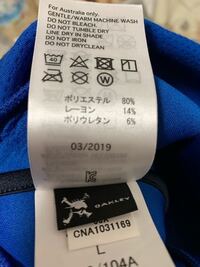 For Australia only.
GENTLE/WARM MACHINE WASH
DO NOT BLEACH.
DO NOT TUMBLE DRY
LINE DRY IN SHADE
DO NOT IRON
DO NOT DRYCLEAN
40
ポリエステル 80%
レーヨン 14%
ポリウレタン 6%
03/2019
OAKLEY
CNA1031169
L
/104A